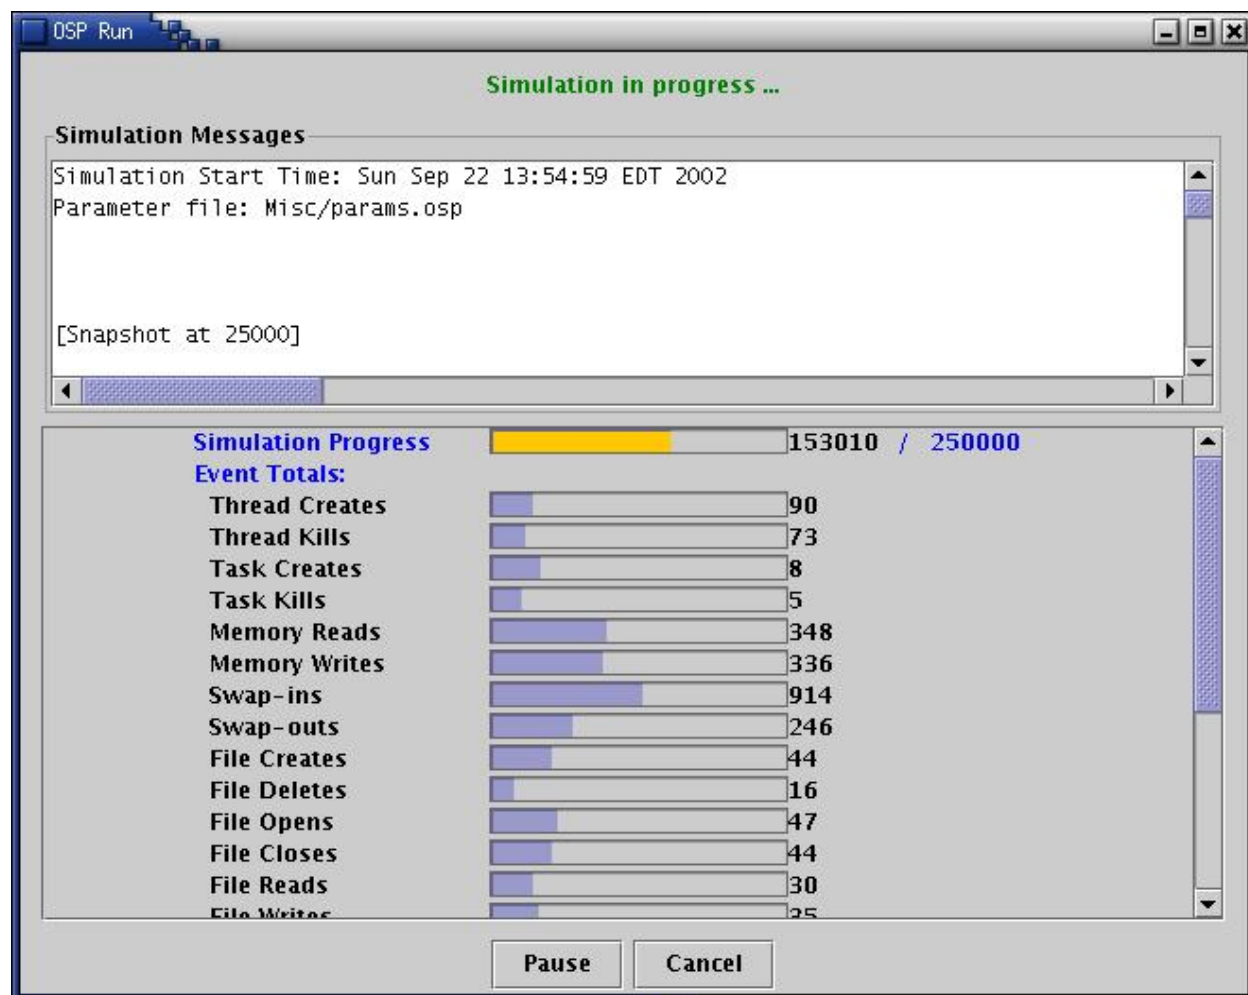 OSP Run
Simulation in progress ...
Simulation Messages
Simulation Start Time: Sun Sep 22 13:54:59 EDT 2002
Parameter file: Misc/params.osp
[Snapshot at 25000]
Simulation Progress 153010 / 250000
Event Totals:
Thread Creates 90
Thread Kills 73
Task Creates 8
Task Kills 5
Memory Reads 348
Memory Writes 336
Swap-ins 914
Swap-outs 246
File Creates 44
File Deletes 16
File Opens 47
File Closes 44
File Reads 30
File Writes
Pause Cancel